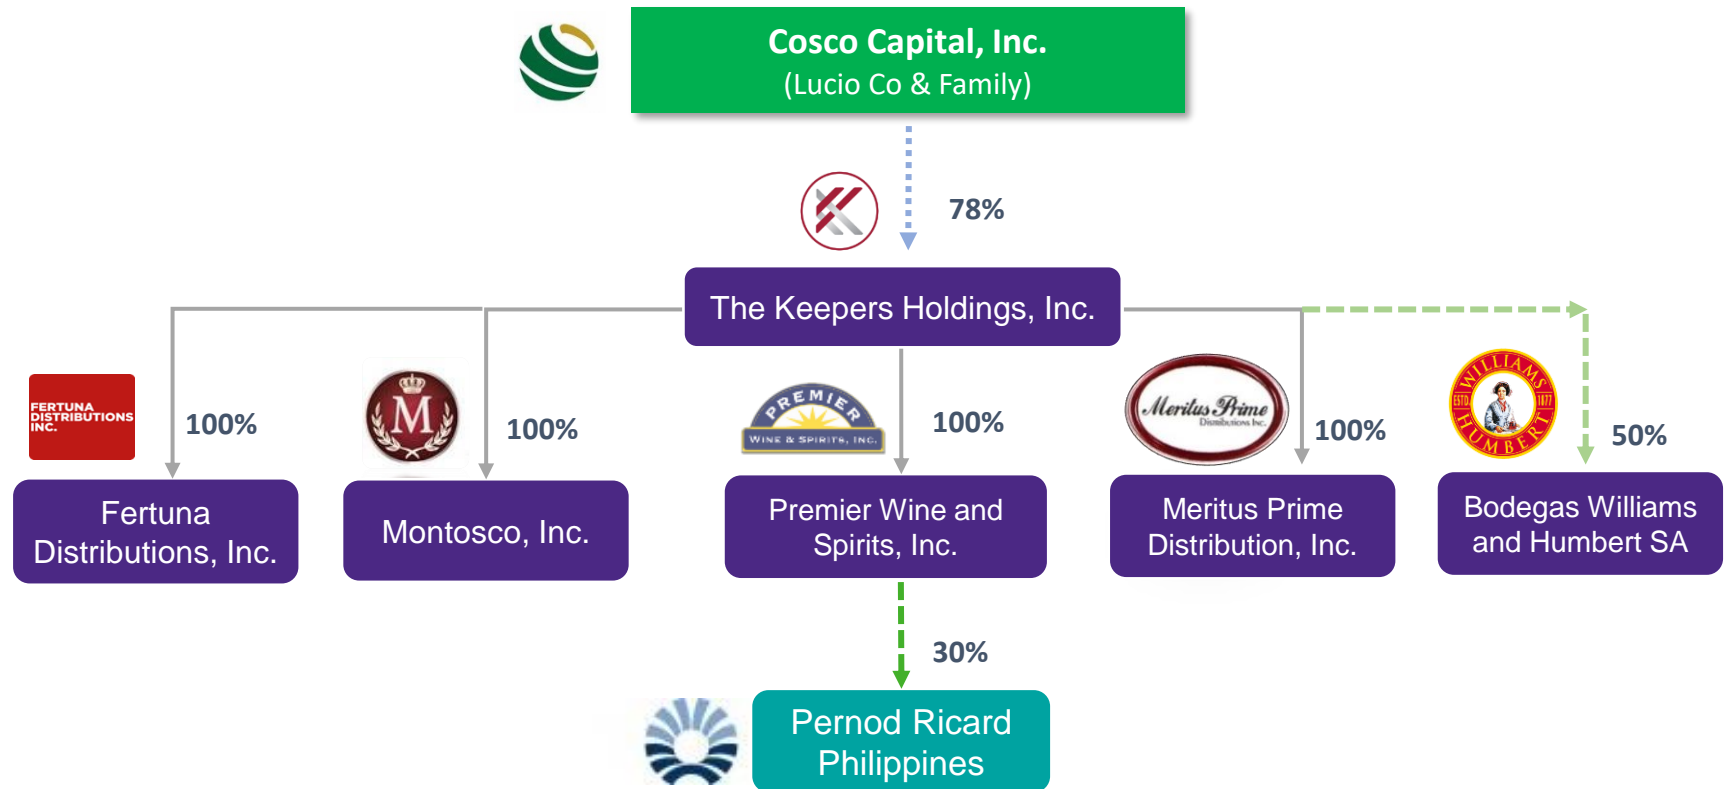 Cosco Capital, Inc.
(Lucio Co & Family)
78%
The Keepers Holdings, Inc.
FERTUNA
DISTRIBUTIONS
INC.
100%
M
100%
PREMIER
WINE & SPIRITS, INC.
100%
Meritus Prime
Distributions Inc.
100%
WILLIAMS
ESTD. 1877
HUMBERT
50%
Fertuna
Distributions, Inc.
Montosco, Inc.
Premier Wine and
Spirits, Inc.
Meritus Prime
Distribution, Inc.
Bodegas Williams
and Humbert SA
30%
Pernod Ricard
Philippines